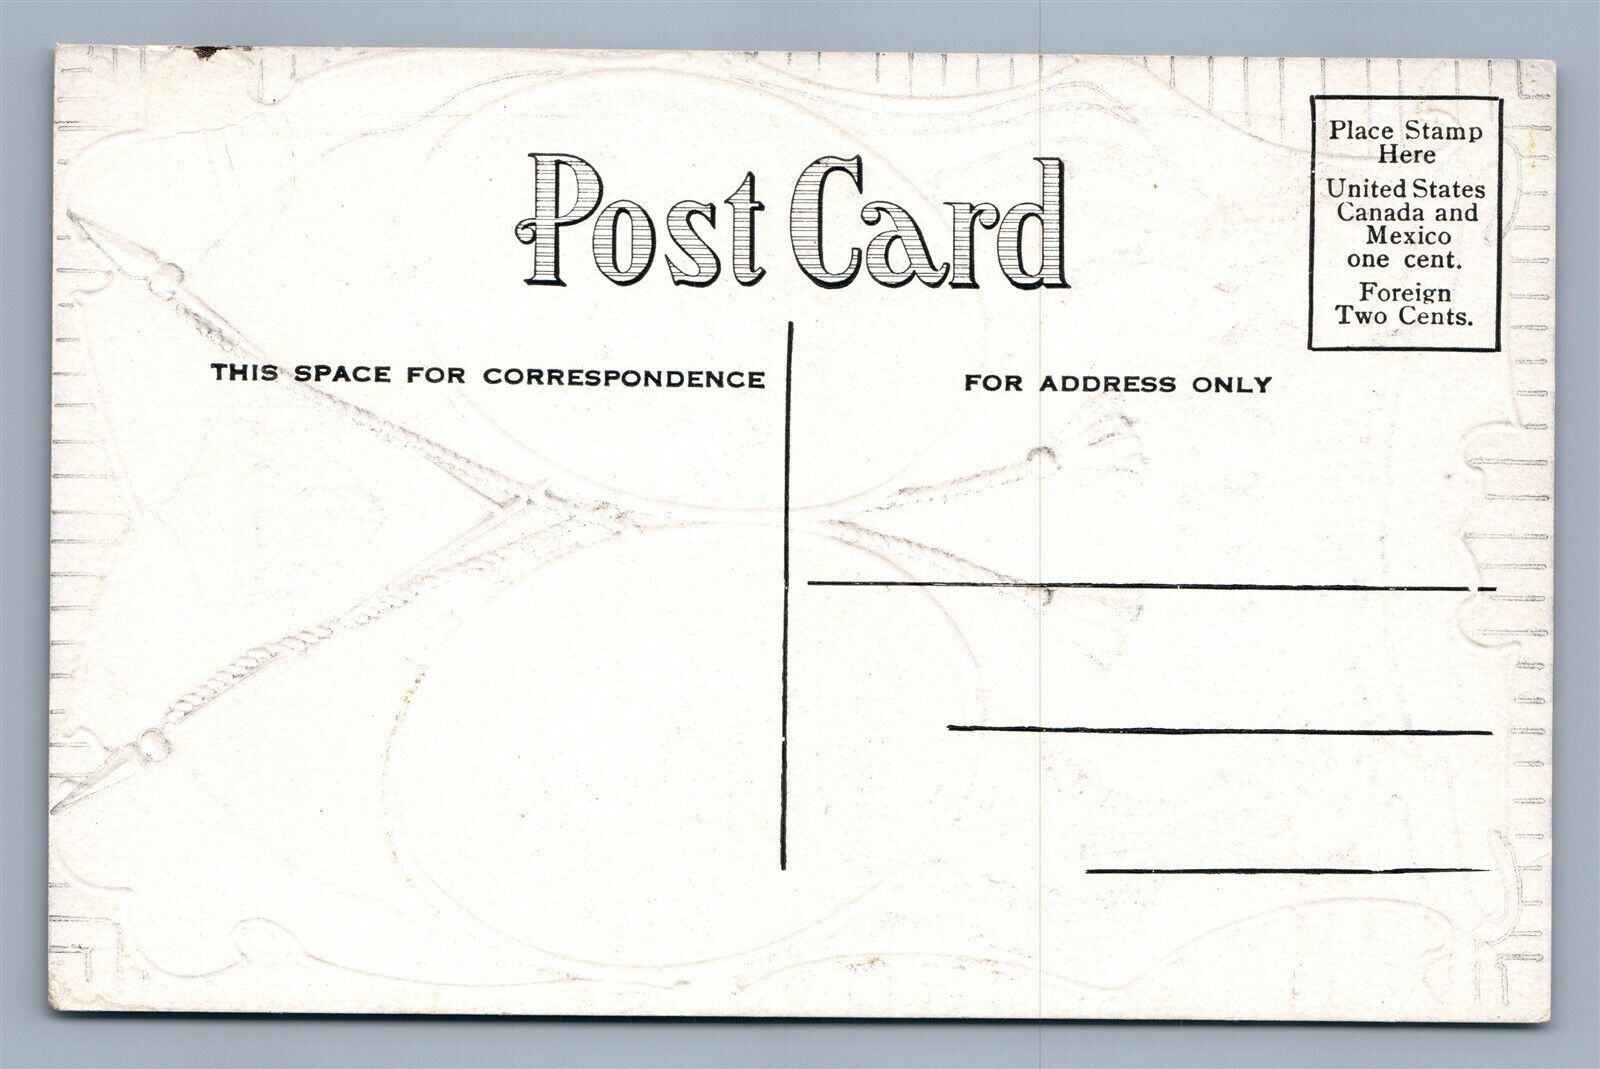 Post Card
Place Stamp
Here
United States
Canada and
Mexico
one cent.
Foreign
Two Cents.
THIS SPACE FOR CORRESPONDENCE
FOR ADDRESS ONLY